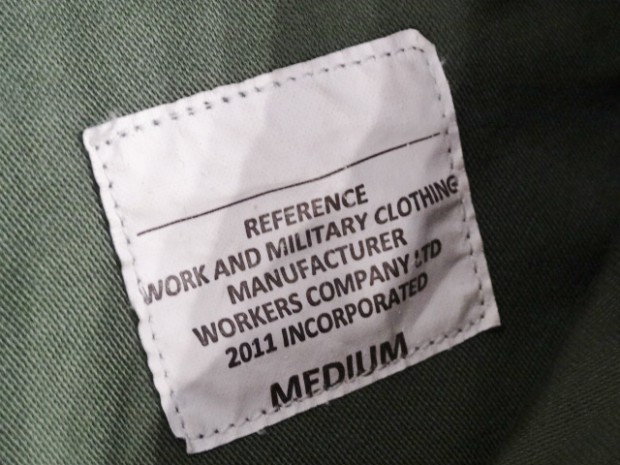 REFERENCE
WORK AND MILITARY CLOTHING
MANUFACTURER
WORKERS COMPANY LTD
2011 INCORPORATED
MEDIUM